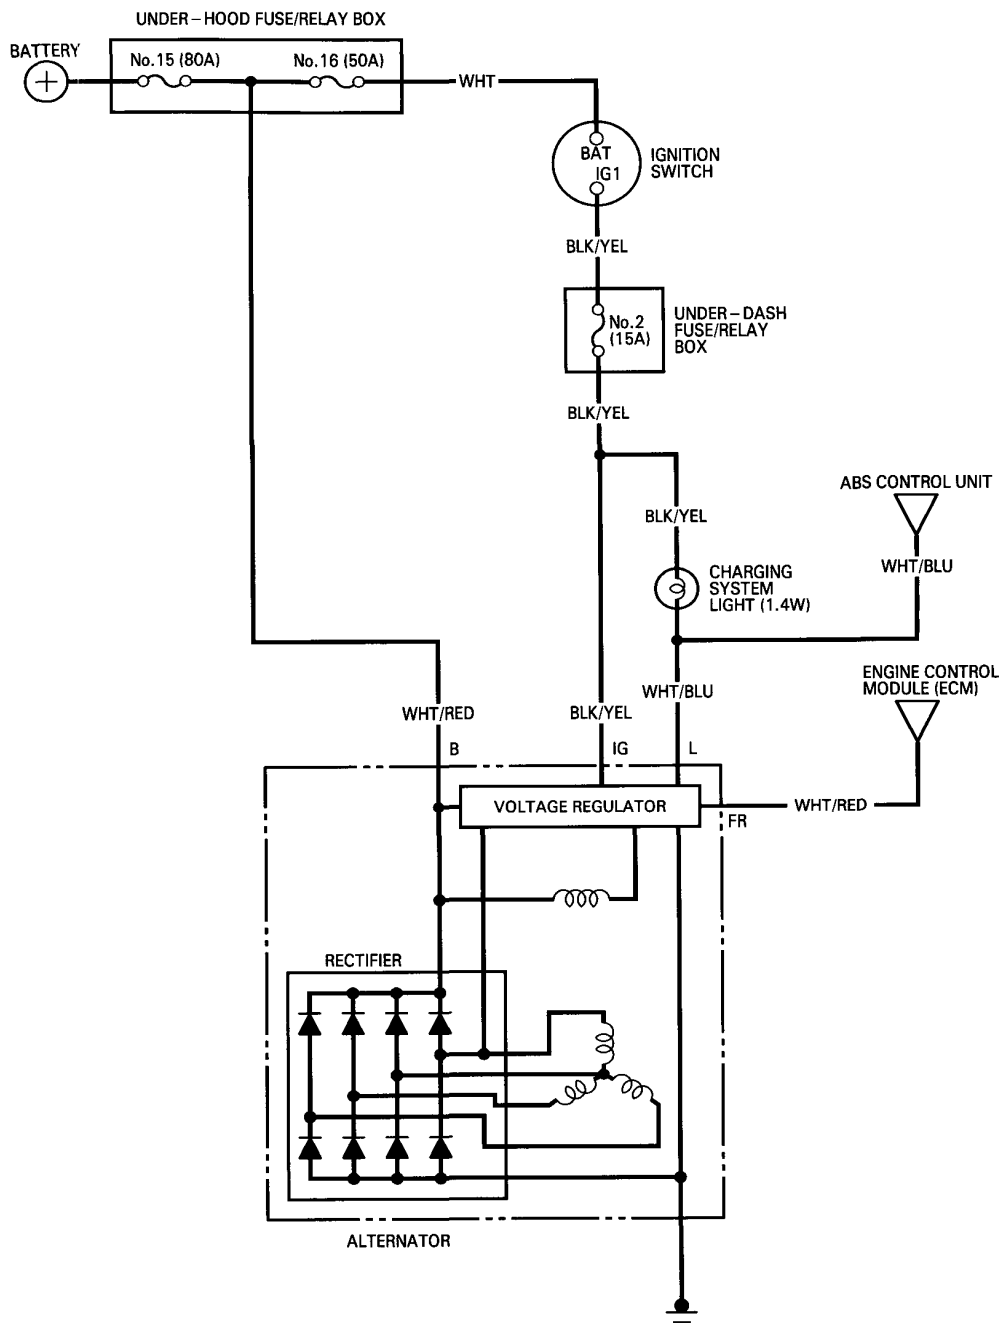 UNDER-HOOD FUSE/RELAY BOX
BATTERY
No.15 (80A)
No.16 (50A)
WHT
BAT
IG1
IGNITION
SWITCH
BLK/YEL
No.2
(15A)
UNDER-DASH
FUSE/RELAY
BOX
BLK/YEL
ABS CONTROL UNIT
BLK/YEL
WHT/BLU
CHARGING
SYSTEM
LIGHT (1.4W)
ENGINE CONTROL
MODULE (ECM)
WHT/BLU
WHT/RED
BLK/YEL
B
IG
L
VOLTAGE REGULATOR
WHT/RED
FR
RECTIFIER
ALTERNATOR